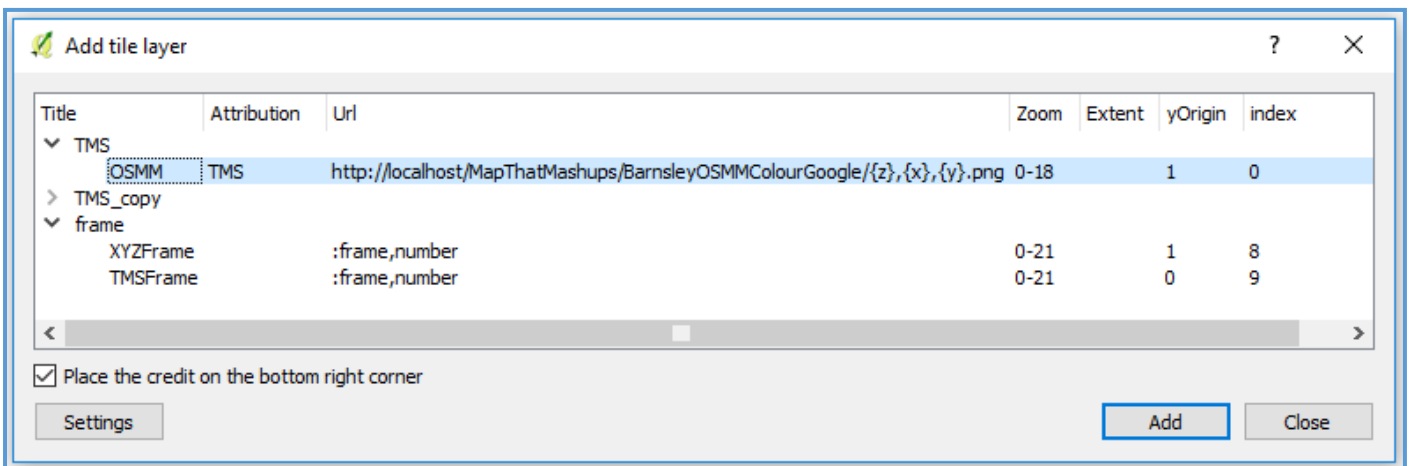 Add tile layer ?
Title Attribution Url Zoom Extent yOrigin index
TMS
OSMM TMS http://localhost/MapThatMashups/BarnsleyOSMMColourGoogle/{z},{x},{y}.png 0-18 1 0
TMS_copy
frame
XYZFrame :frame,number 0-21 1 8
TMSFrame :frame,number 0-21 0 9
Place the credit on the bottom right corner
Settings Add Close